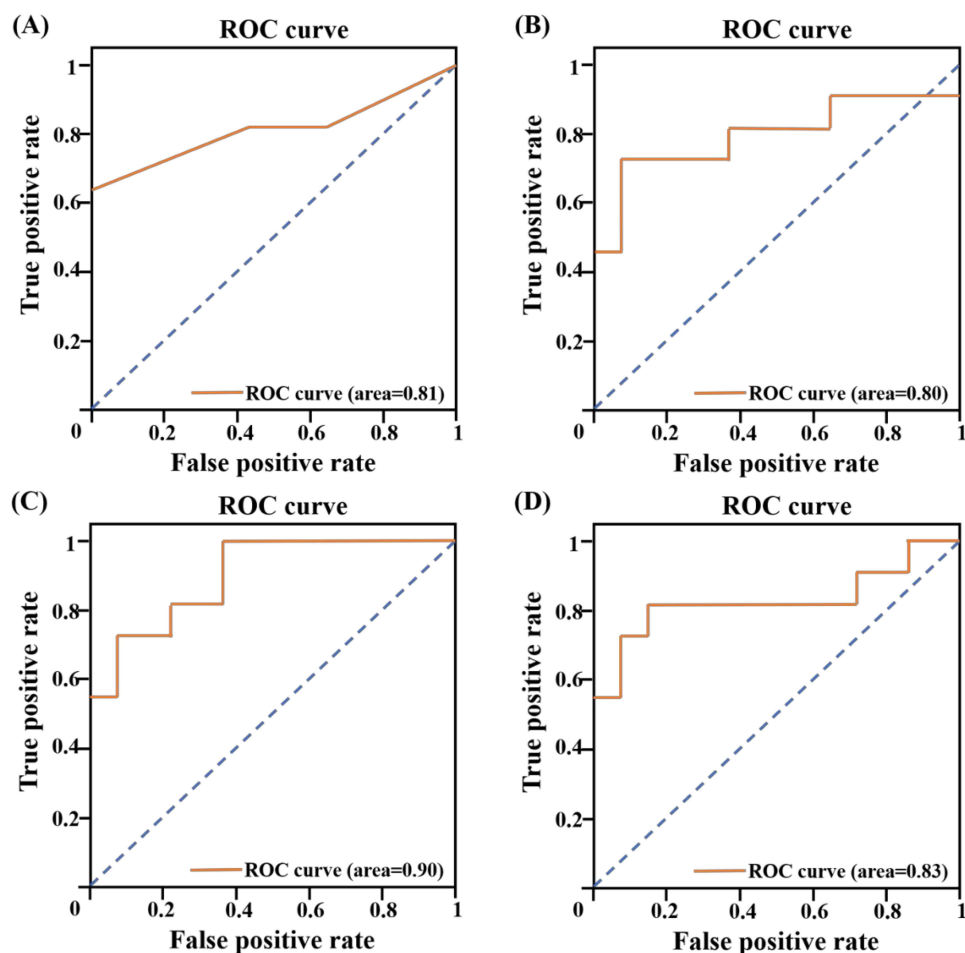 (A)
ROC curve
1
0.8
0.6
0.4
0.2
True positive rate
ROC curve (area=0.81)
0
0.2
0.4
0.6
0.8
1
False positive rate
(B)
ROC curve
1
0.8
0.6
0.4
0.2
True positive rate
ROC curve (area=0.80)
0
0.2
0.4
0.6
0.8
1
False positive rate
(C)
ROC curve
1
0.8
0.6
0.4
0.2
True positive rate
ROC curve (area=0.90)
0
0.2
0.4
0.6
0.8
1
False positive rate
(D)
ROC curve
1
0.8
0.6
0.4
0.2
True positive rate
ROC curve (area=0.83)
0
0.2
0.4
0.6
0.8
1
False positive rate